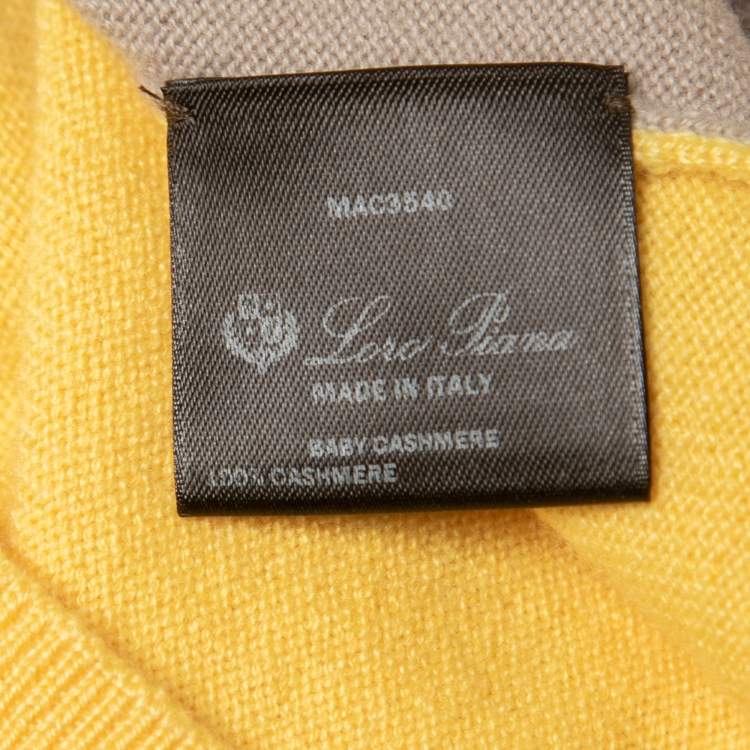 MAC3540
Loro Piana
MADE IN ITALY
BABY CASHMERE
100% CASHMERE